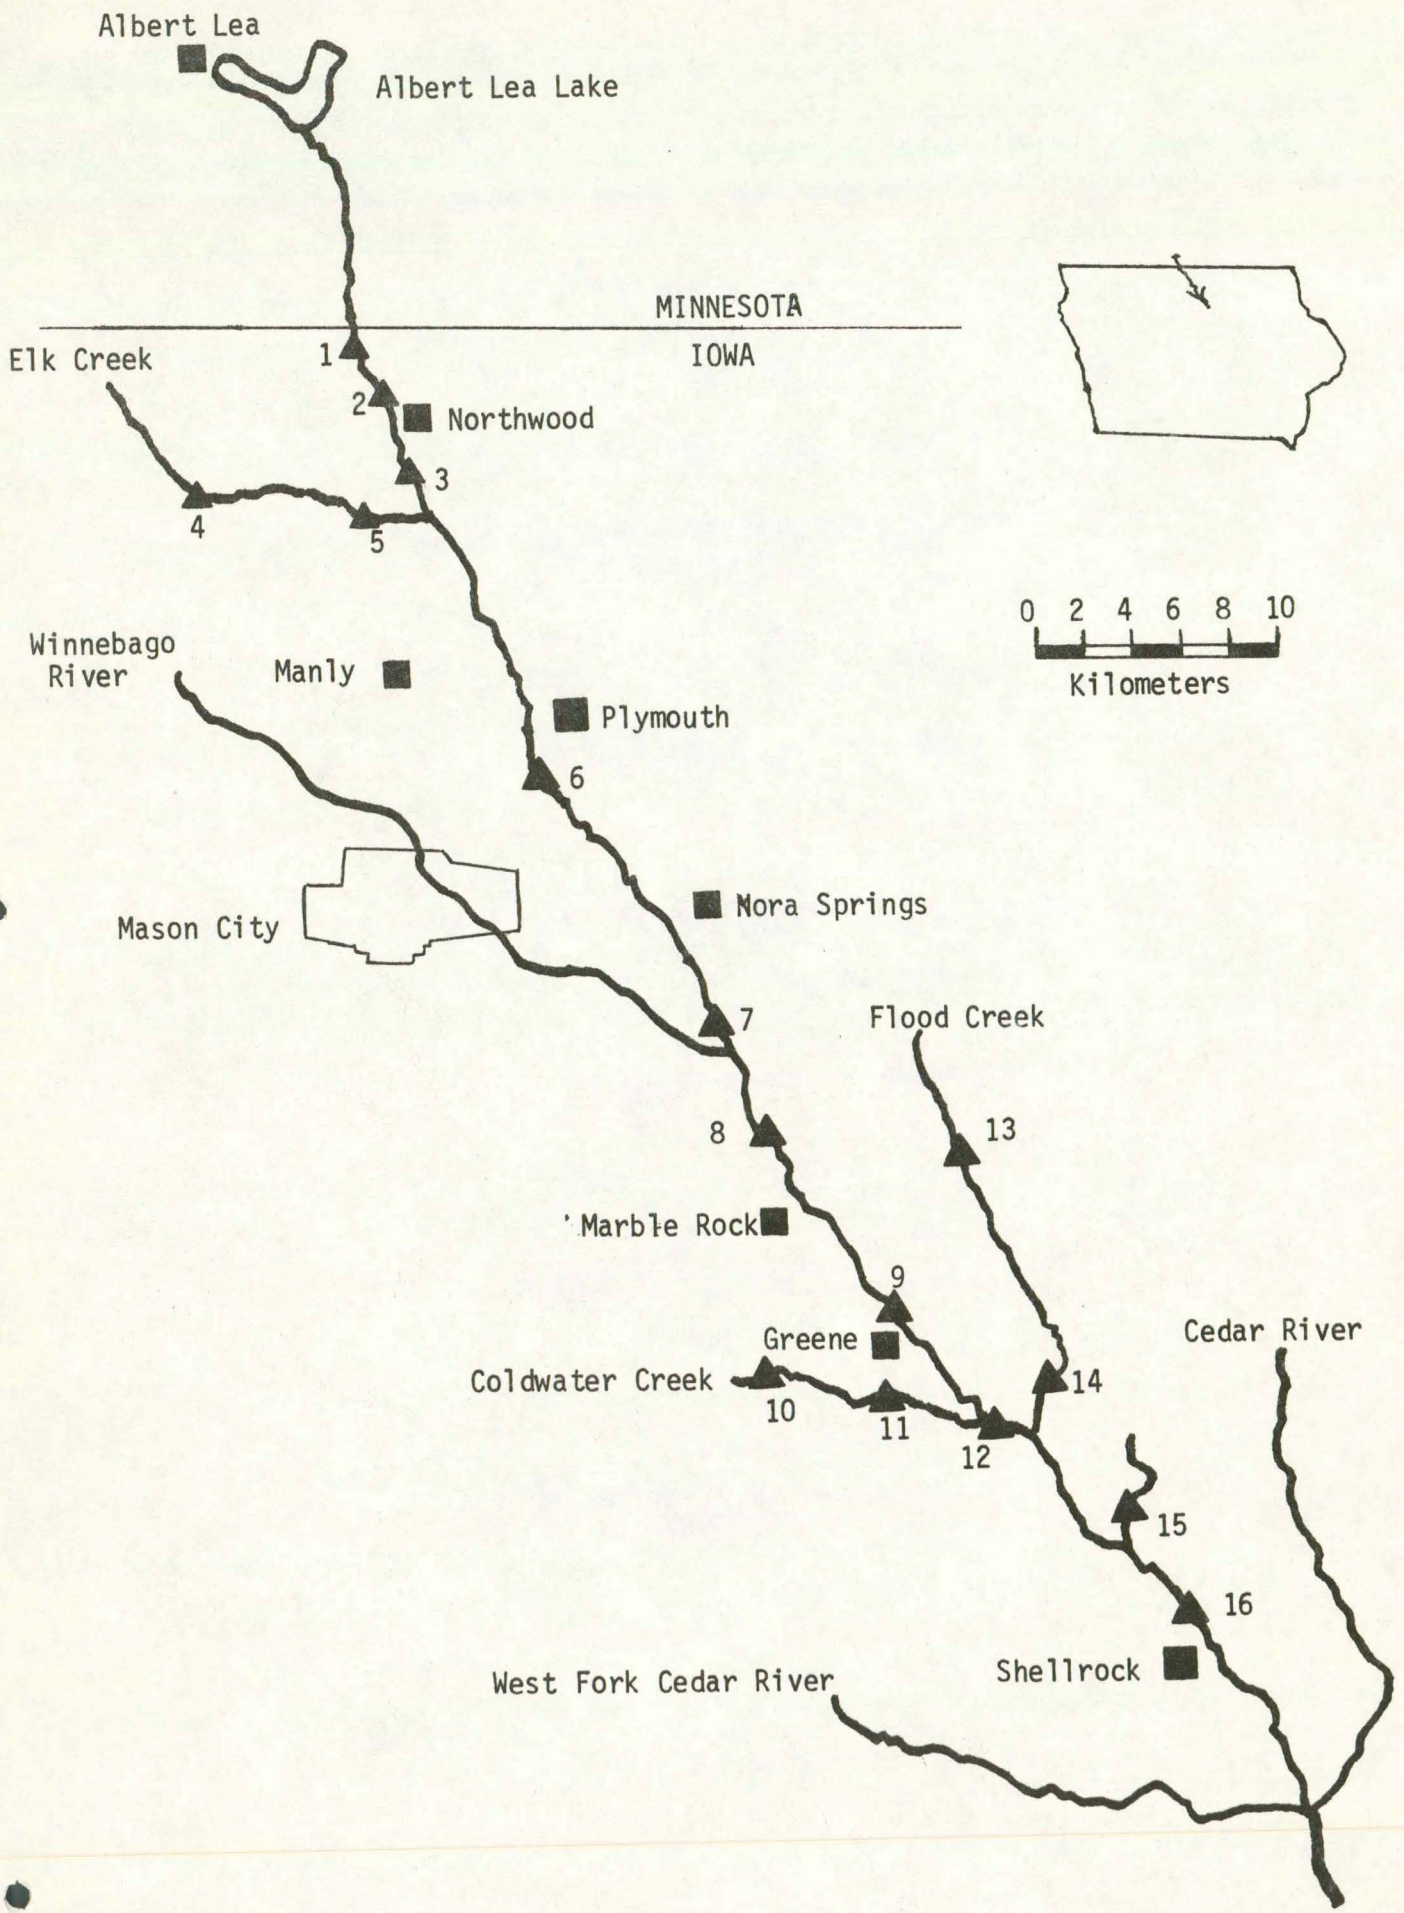 Albert Lea
Albert Lea Lake
MINNESOTA
IOWA
Elk Creek
1
2
Northwood
3
4
5
0 2 4 6 8 10
Kilometers
Winnebago
River
Manly
Plymouth
6
Nora Springs
Mason City
7
Flood Creek
8
13
Marble Rock
9
Greene
Cedar River
Coldwater Creek
10
11
12
14
15
16
Shellrock
West Fork Cedar River